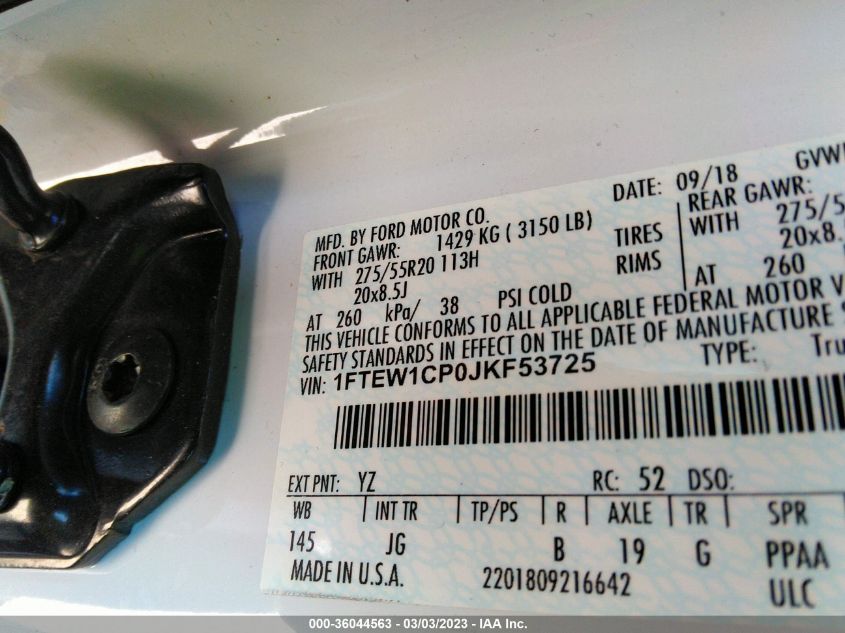 DATE: 09/18 GVW
MFD. BY FORD MOTOR CO.
FRONT GAWR: 1429 KG ( 3150 LB) REAR GAWR:
WITH 275/55R20 113H TIRES WITH 275/55
20x8.5J RIMS 20x8.5
AT 260 kPa/ 38 PSI COLD AT 260
THIS VEHICLE CONFORMS TO ALL APPLICABLE FEDERAL MOTOR V
SAFETY STANDARDS IN EFFECT ON THE DATE OF MANUFACTURE S
VIN: 1FTEW1CP0JKF53725 TYPE: Tru
EXT PNT: YZ RC: 52 DSO:
WB INT TR TP/PS R AXLE TR SPR
145 JG B 19 G PPAA
MADE IN U.S.A. 2201809216642 ULC
000-36044563 - 03/03/2023 - IAA Inc.